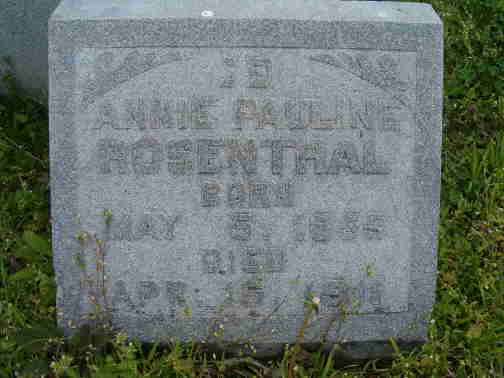 ANNIE PAULINE
ROSENTHAL
BORN
MAY 5,
DIED
APR. 15,